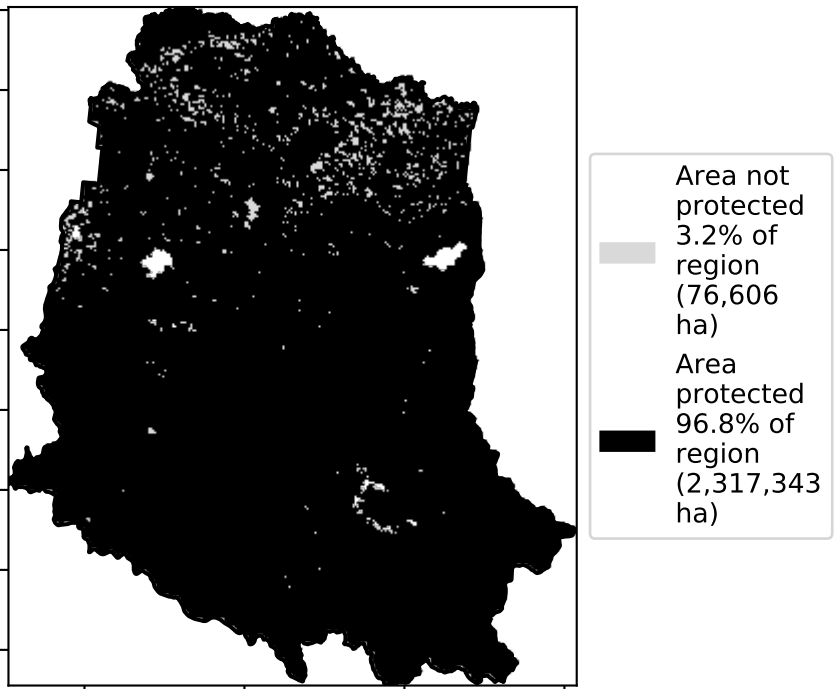 Area not
protected
3.2% of
region
(76,606
ha)
Area
protected
96.8% of
region
(2,317,343
ha)